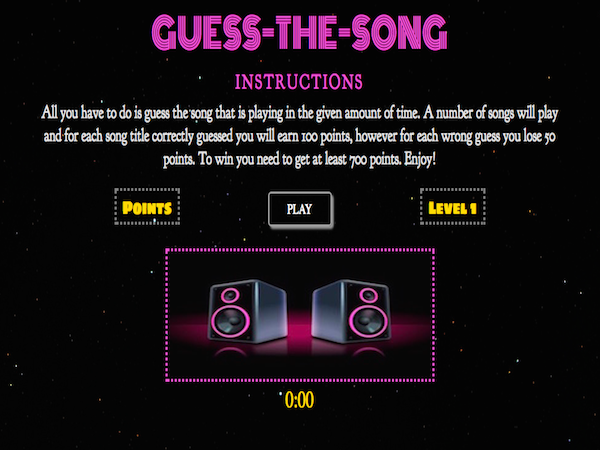 GUESS-THE-SONG
INSTRUCTIONS
All you have to do is guess the song that is playing in the given amount of time. A number of songs will play
and for each song title correctly guessed you will earn 100 points, however for each wrong guess you lose 50
points. To win you need to get at least 700 points. Enjoy!
Points PLAY Level 1
0:00